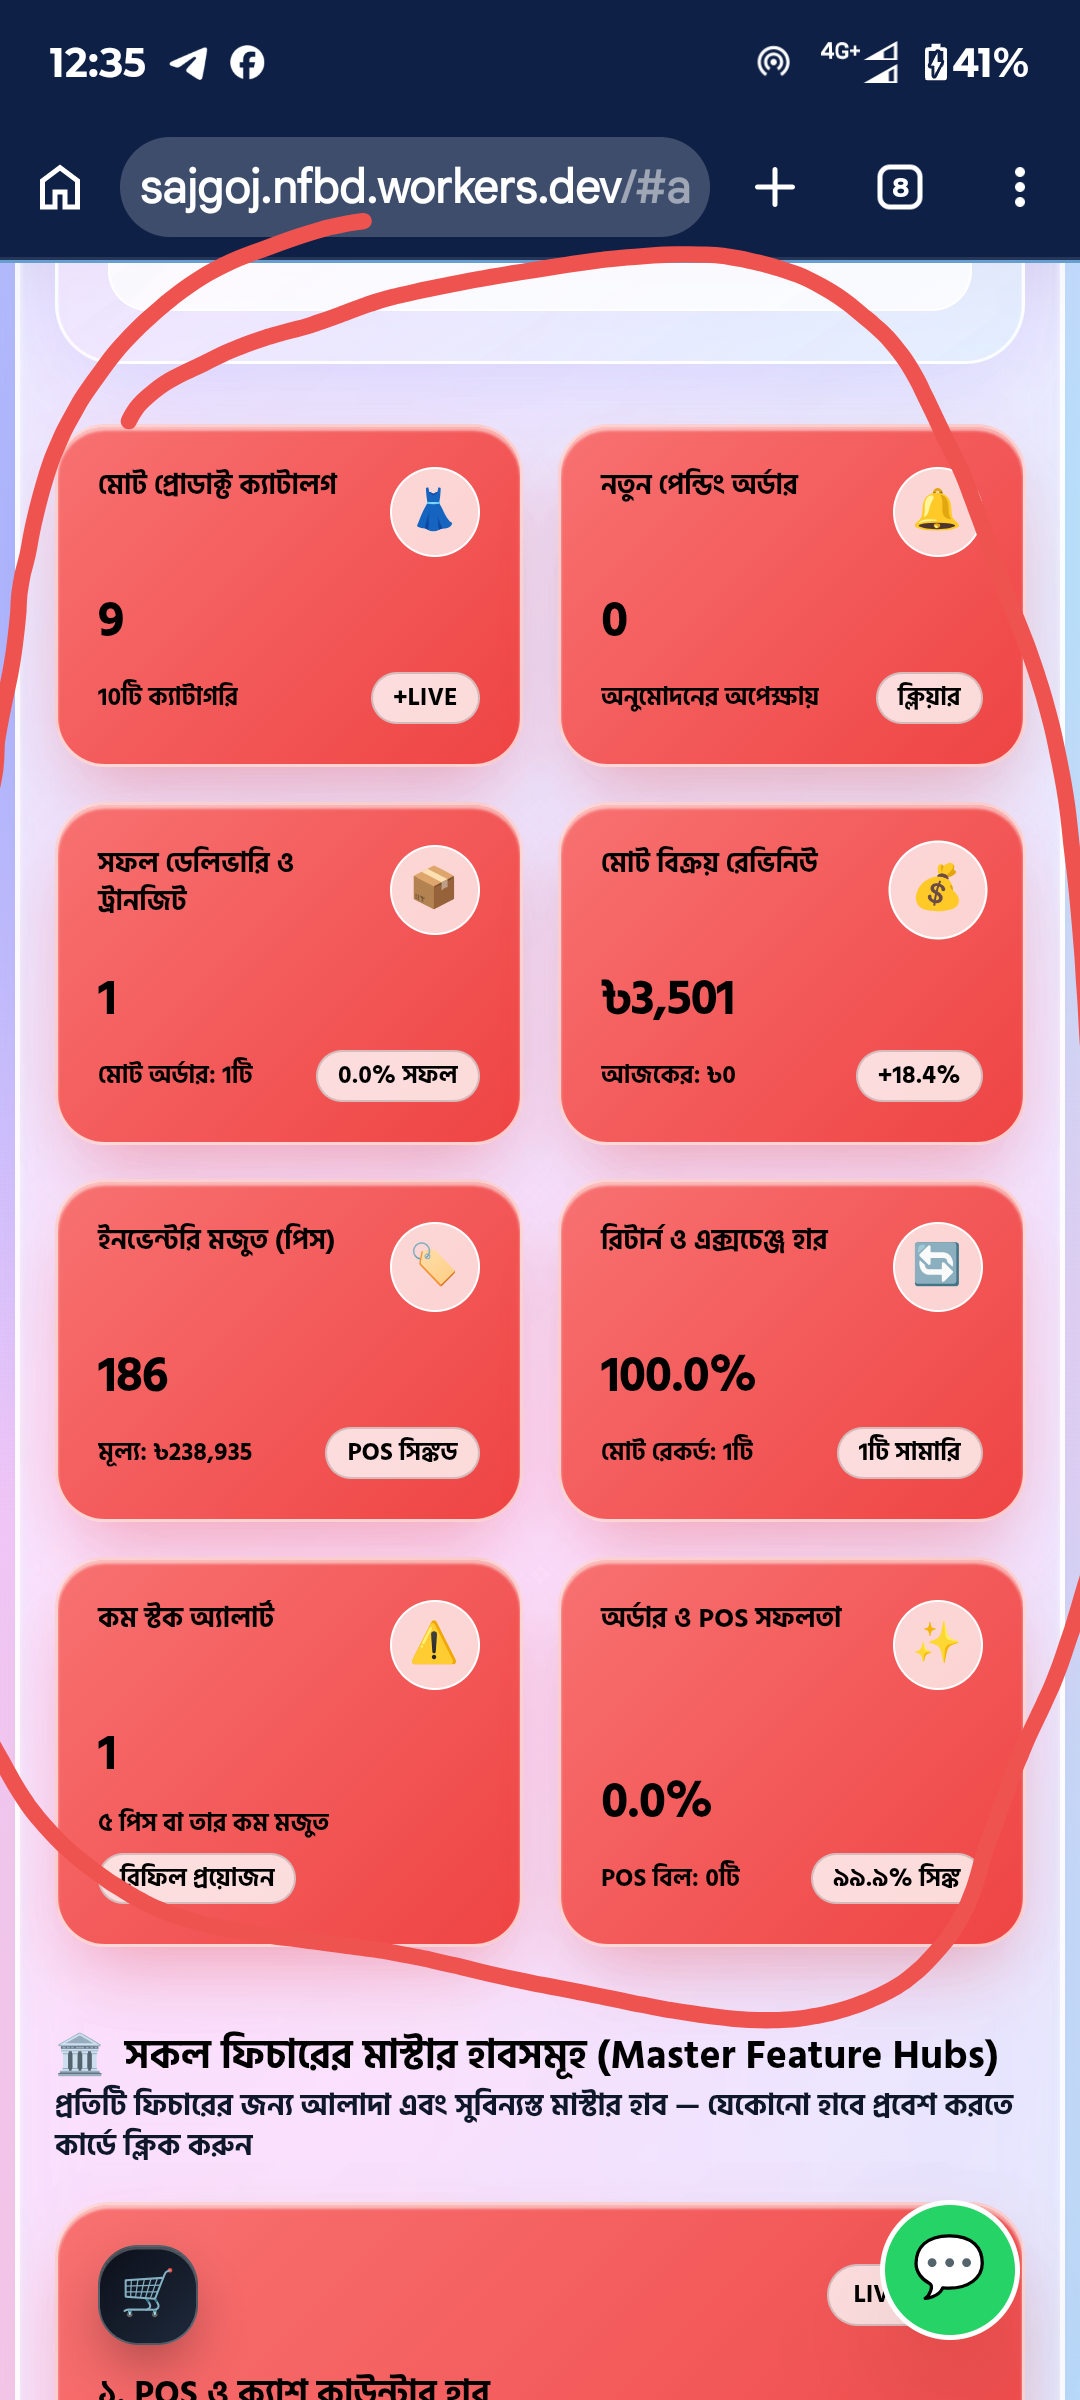 12:35
4G+
41%
sajgoj.nfbd.workers.dev/#a
8
মোট প্রোডাক্ট ক্যাটালগ
9
10টি ক্যাটাগরি
+LIVE
নতুন পেন্ডিং অর্ডার
0
অনুমোদনের অপেক্ষায়
ক্লিয়ার
সফল ডেলিভারি ও
ট্রানজিট
1
মোট অর্ডার: 1টি
0.0% সফল
মোট বিক্রয় রেভিনিউ
৳3,501
আজকের: ৳0
+18.4%
ইনভেন্টরি মজুত (পিস)
186
মূল্য: ৳238,935
POS সিঙ্কড
রিটার্ন ও এক্সচেঞ্জ হার
100.0%
মোট রেকর্ড: 1টি
1টি সামারি
কম স্টক অ্যালার্ট
1
৫ পিস বা তার কম মজুত
রিফিল প্রয়োজন
অর্ডার ও POS সফলতা
0.0%
POS বিল: 0টি
৯৯.৯% সিঙ্ক
🏛️ সকল ফিচারের মাস্টার হাবসমূহ (Master Feature Hubs)
প্রতিটি ফিচারের জন্য আলাদা এবং সুবিন্যস্ত মাস্টার হাব — যেকোনো হাবে প্রবেশ করতে
কার্ডে ক্লিক করুন
১. POS ও ক্যাশ কাউন্টার হাব